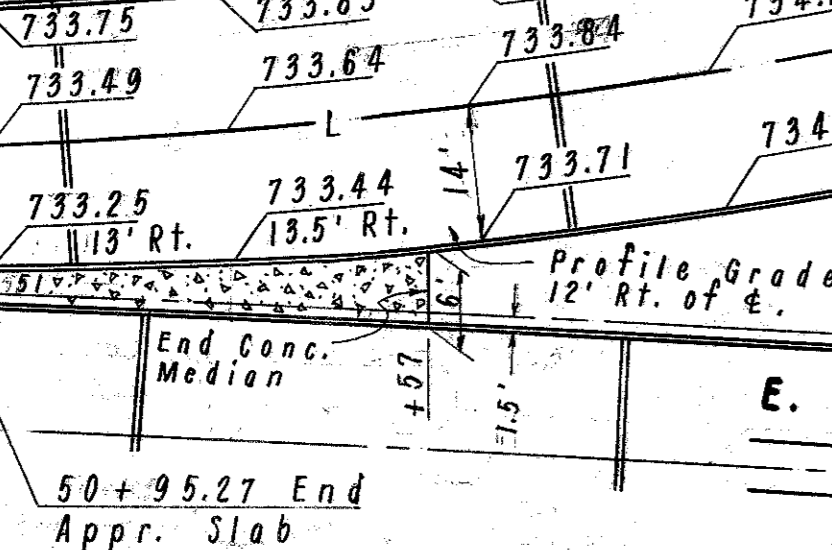 733.75
733.49
733.64
733.84
L
14'
733.25
13' Rt.
733.44
13.5' Rt.
733.71
734
Profile Grade
12' Rt. of ℄.
51
6'
End Conc.
Median
+57
1.5'
E.
50+95.27 End
Appr. Slab